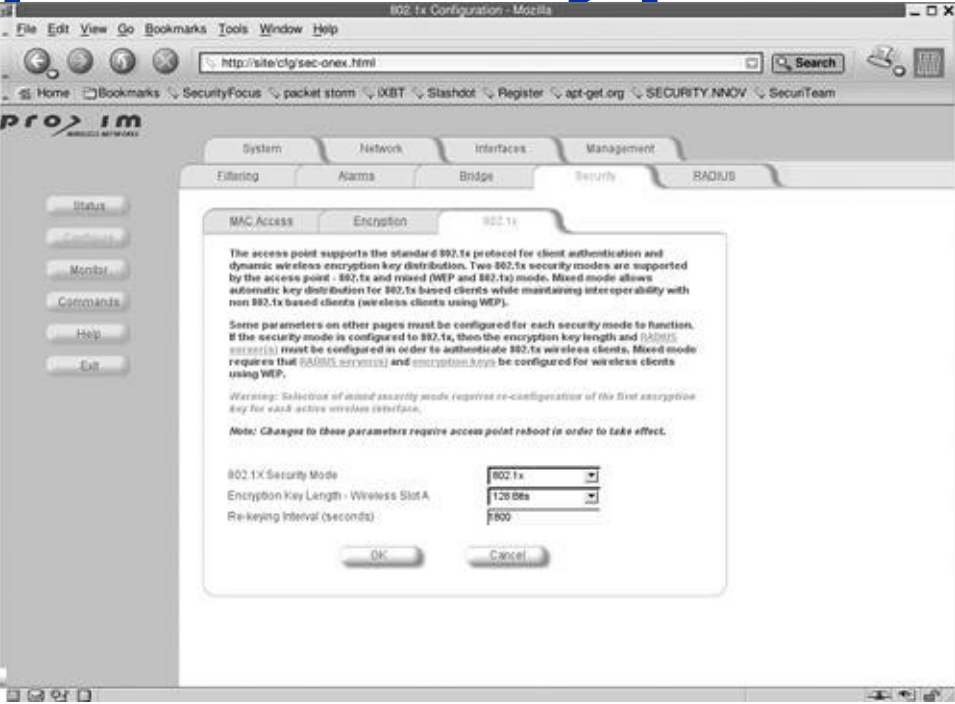 802.1x Configuration - Mozilla
File Edit View Go Bookmarks Tools Window Help
http://site/cfg/sec-onex.html
Search
Home Bookmarks SecurityFocus packet storm iXBT Slashdot Register apt-get.org SECURITY.NNOV SecuriTeam
proxim
WIRELESS NETWORKS
System Network Interfaces Management
Filtering Alarms Bridge Security RADIUS
Status
Configure
Monitor
Commands
Help
Exit
MAC Access Encryption 802.1x
The access point supports the standard 802.1x protocol for client authentication and
dynamic wireless encryption key distribution. Two 802.1x security modes are supported
by the access point - 802.1x and mixed (WEP and 802.1x) mode. Mixed mode allows
automatic key distribution for 802.1x based clients while maintaining interoperability with
non 802.1x based clients (wireless clients using WEP).
Some parameters on other pages must be configured for each security mode to function.
If the security mode is configured to 802.1x, then the encryption key length and RADIUS
server(s) must be configured in order to authenticate 802.1x wireless clients. Mixed mode
requires that RADIUS server(s) and encryption keys be configured for wireless clients
using WEP.
Warning: Selection of mixed security mode requires re-configuration of the first encryption
key for each active wireless interface.
Note: Changes to these parameters require access point reboot in order to take effect.
802.1X Security Mode 802.1x
Encryption Key Length - Wireless Slot A 128 Bits
Re-keying Interval (seconds) 1800
OK Cancel